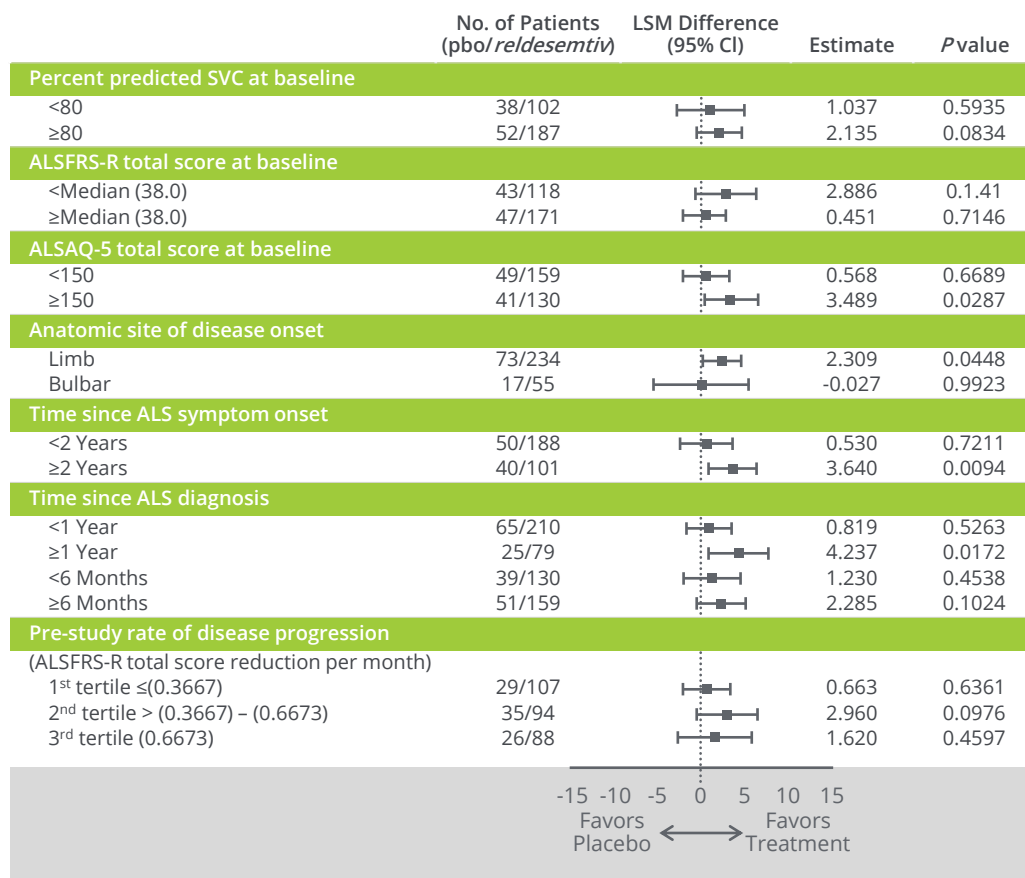 No. of Patients LSM Difference
(pbo/reldesemtiv) (95% CI) Estimate P value
Percent predicted SVC at baseline
<80 38/102 1.037 0.5935
≥80 52/187 2.135 0.0834
ALSFRS-R total score at baseline
<Median (38.0) 43/118 2.886 0.1.41
≥Median (38.0) 47/171 0.451 0.7146
ALSAQ-5 total score at baseline
<150 49/159 0.568 0.6689
≥150 41/130 3.489 0.0287
Anatomic site of disease onset
Limb 73/234 2.309 0.0448
Bulbar 17/55 -0.027 0.9923
Time since ALS symptom onset
<2 Years 50/188 0.530 0.7211
≥2 Years 40/101 3.640 0.0094
Time since ALS diagnosis
<1 Year 65/210 0.819 0.5263
≥1 Year 25/79 4.237 0.0172
<6 Months 39/130 1.230 0.4538
≥6 Months 51/159 2.285 0.1024
Pre-study rate of disease progression
(ALSFRS-R total score reduction per month)
1st tertile ≤(0.3667) 29/107 0.663 0.6361
2nd tertile > (0.3667) – (0.6673) 35/94 2.960 0.0976
3rd tertile (0.6673) 26/88 1.620 0.4597
-15 -10 -5 0 5 10 15
Favors Favors
Placebo Treatment